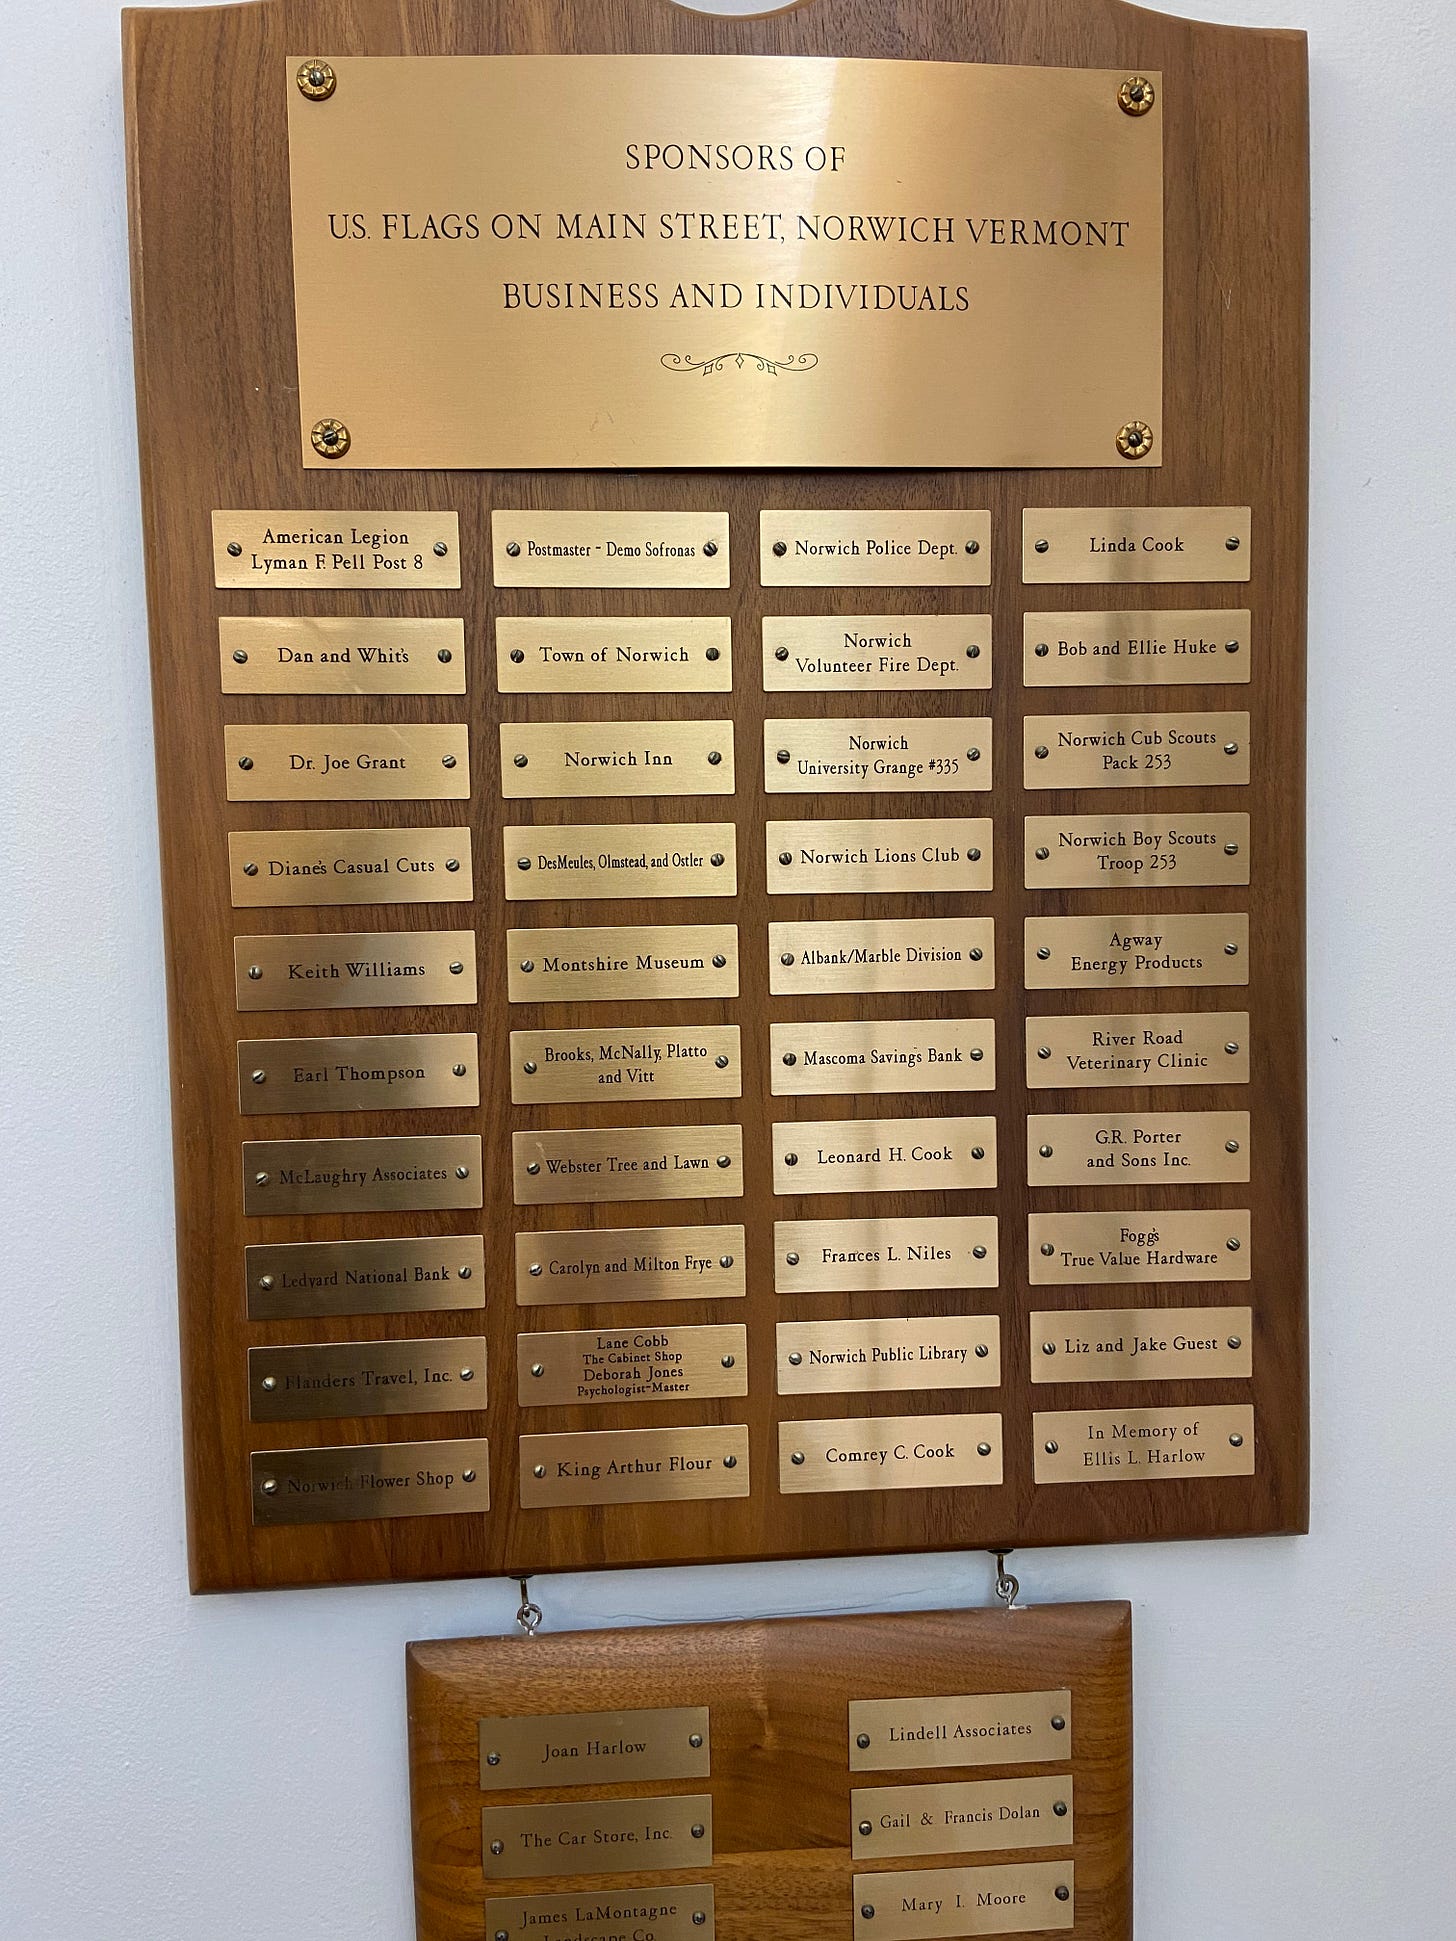 SPONSORS OF
U.S. FLAGS ON MAIN STREET, NORWICH VERMONT
BUSINESS AND INDIVIDUALS
American Legion
Lyman F. Pell Post 8
Dan and Whit's
Dr. Joe Grant
Diane's Casual Cuts
Keith Williams
Earl Thompson
McLaughry Associates
Ledyard National Bank
Flanders Travel, Inc.
Norwich Flower Shop
Postmaster - Demo Sofronas
Town of Norwich
Norwich Inn
DesMeules, Olmstead, and Ostler
Montshire Museum
Brooks, McNally, Platto
and Vitt
Webster Tree and Lawn
Carolyn and Milton Frye
Lane Cobb
The Cabinet Shop
Deborah Jones
Psychologist-Master
King Arthur Flour
Norwich Police Dept.
Norwich
Volunteer Fire Dept.
Norwich
University Grange #335
Norwich Lions Club
Albank/Marble Division
Mascoma Savings Bank
Leonard H. Cook
Frances L. Niles
Norwich Public Library
Comrey C. Cook
Linda Cook
Bob and Ellie Huke
Norwich Cub Scouts
Pack 253
Norwich Boy Scouts
Troop 253
Agway
Energy Products
River Road
Veterinary Clinic
G.R. Porter
and Sons Inc.
Fogg's
True Value Hardware
Liz and Jake Guest
In Memory of
Ellis L. Harlow
Joan Harlow
The Car Store, Inc.
James LaMontagne
Landscape Co.
Lindell Associates
Gail & Francis Dolan
Mary I. Moore